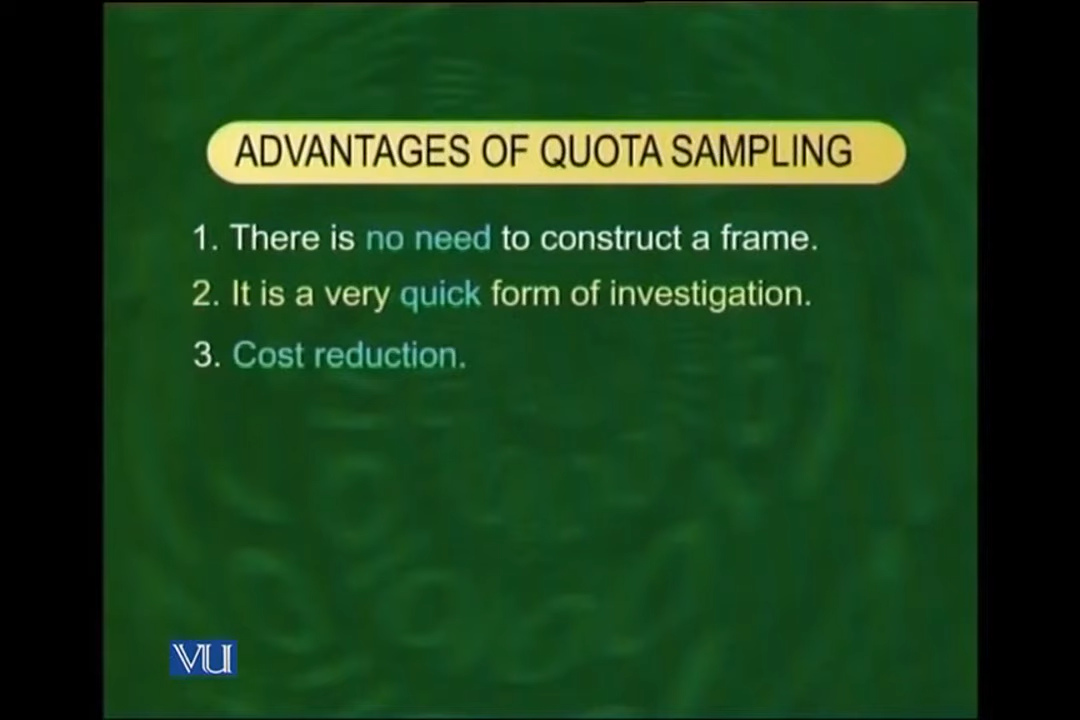 ADVANTAGES OF QUOTA SAMPLING
1. There is no need to construct a frame.
2. It is a very quick form of investigation.
3. Cost reduction.
VU